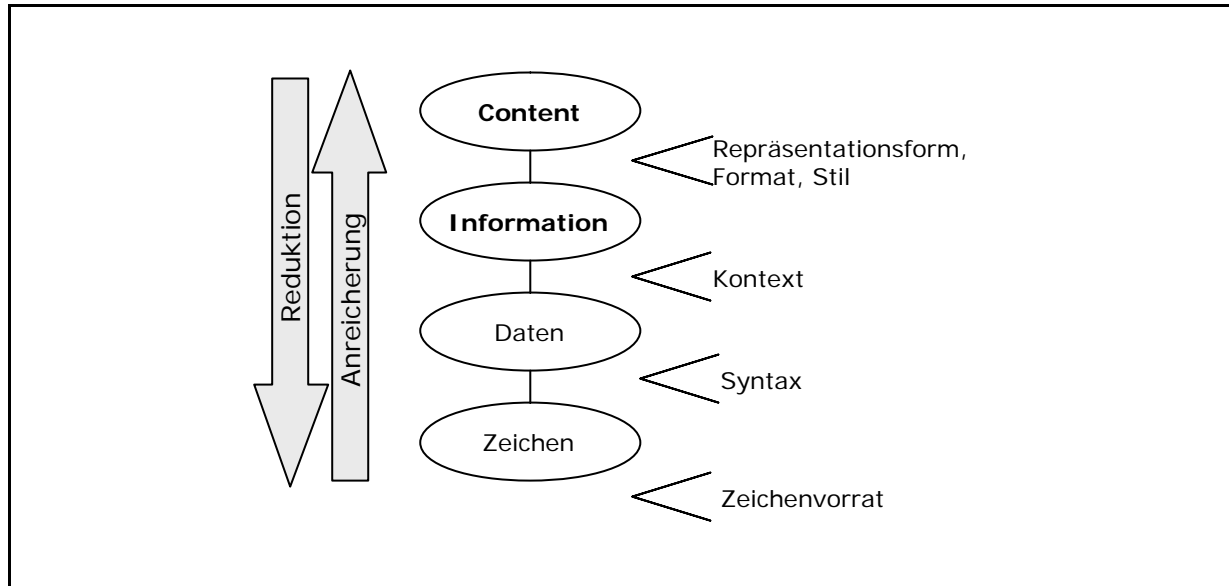 Content
Repräsentationsform,
Format, Stil
Information
Kontext
Daten
Syntax
Zeichen
Zeichenvorrat
Reduktion
Anreicherung